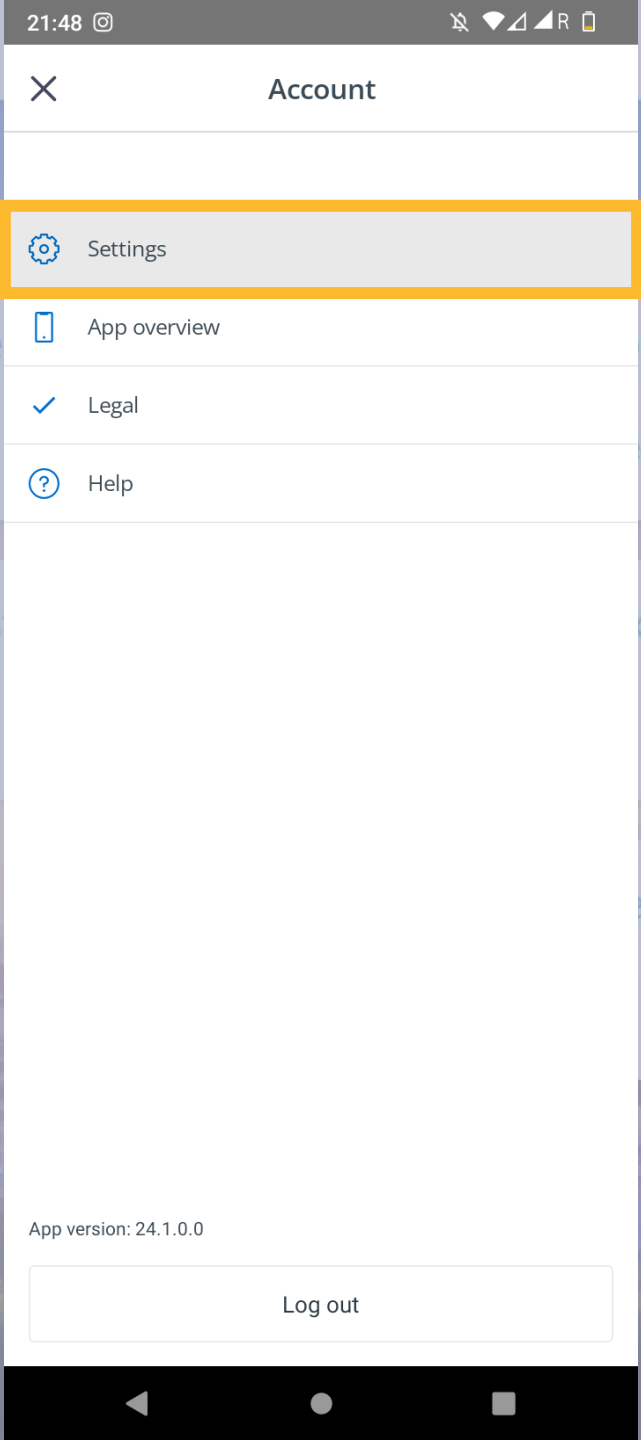 21:48
R
Account
Settings
App overview
Legal
Help
App version: 24.1.0.0
Log out